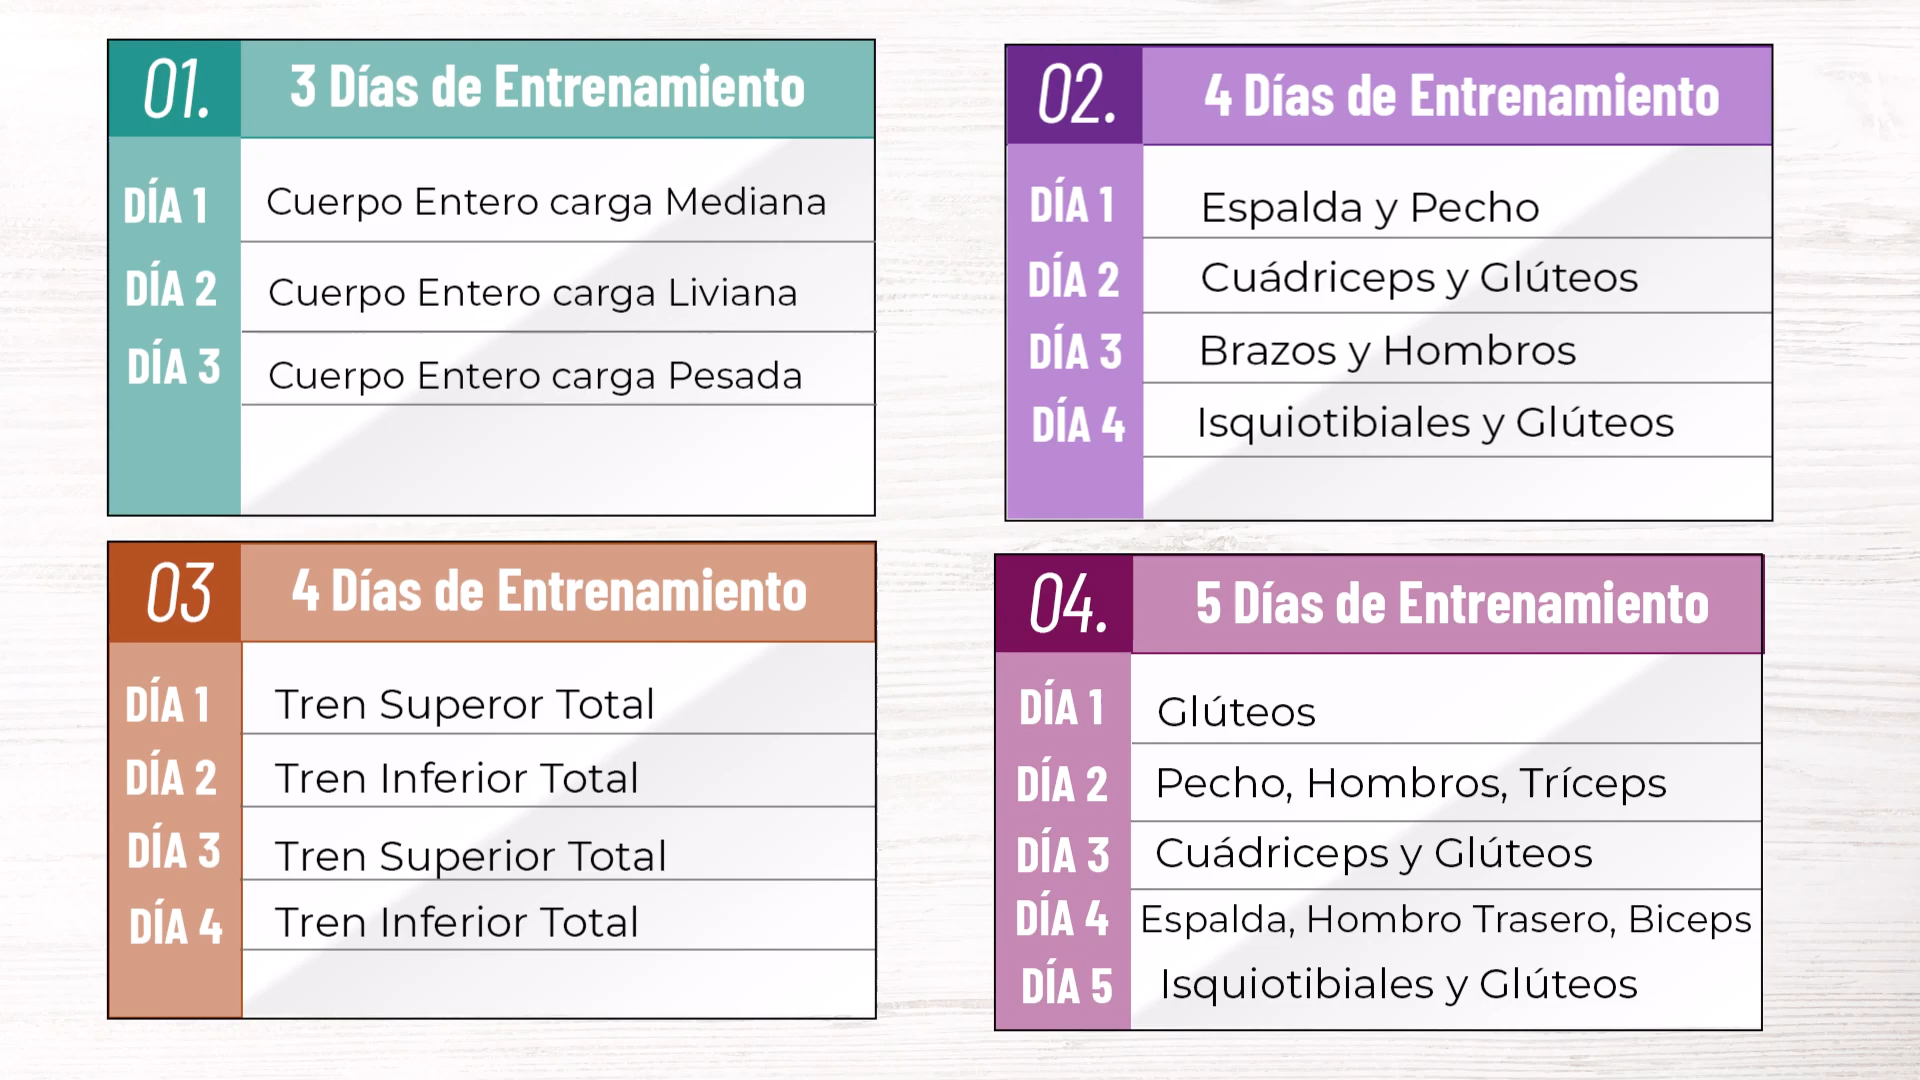 01. 3 Días de Entrenamiento
DÍA 1 Cuerpo Entero carga Mediana
DÍA 2 Cuerpo Entero carga Liviana
DÍA 3 Cuerpo Entero carga Pesada
02. 4 Días de Entrenamiento
DÍA 1 Espalda y Pecho
DÍA 2 Cuádriceps y Glúteos
DÍA 3 Brazos y Hombros
DÍA 4 Isquiotibiales y Glúteos
03 4 Días de Entrenamiento
DÍA 1 Tren Superor Total
DÍA 2 Tren Inferior Total
DÍA 3 Tren Superior Total
DÍA 4 Tren Inferior Total
04. 5 Días de Entrenamiento
DÍA 1 Glúteos
DÍA 2 Pecho, Hombros, Tríceps
DÍA 3 Cuádriceps y Glúteos
DÍA 4 Espalda, Hombro Trasero, Biceps
DÍA 5 Isquiotibiales y Glúteos